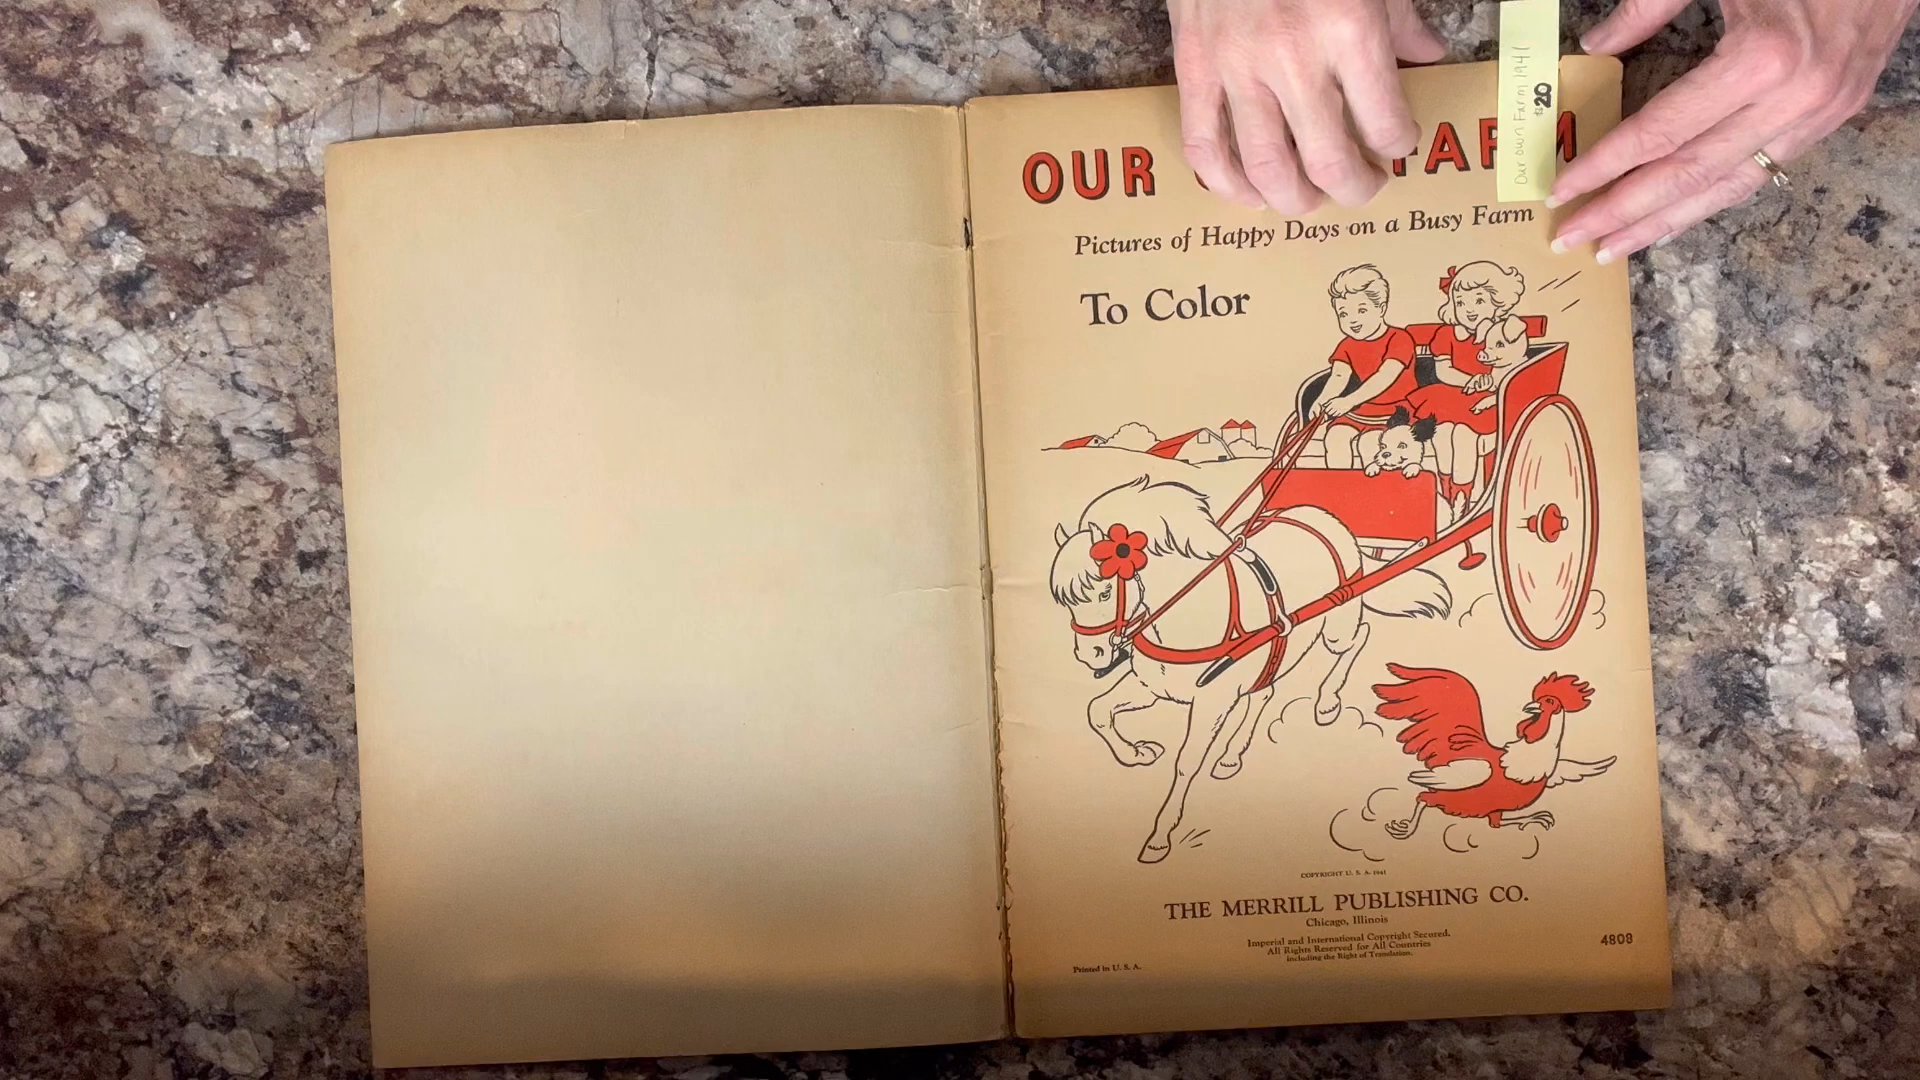 OUR FARM
Our own Farm 1941
$20
Pictures of Happy Days on a Busy Farm
To Color
COPYRIGHT U. S. A. 1941
THE MERRILL PUBLISHING CO.
Chicago, Illinois
Imperial and International Copyright Secured.
All Rights Reserved for All Countries
including the Right of Translation.
Printed in U. S. A.
4808